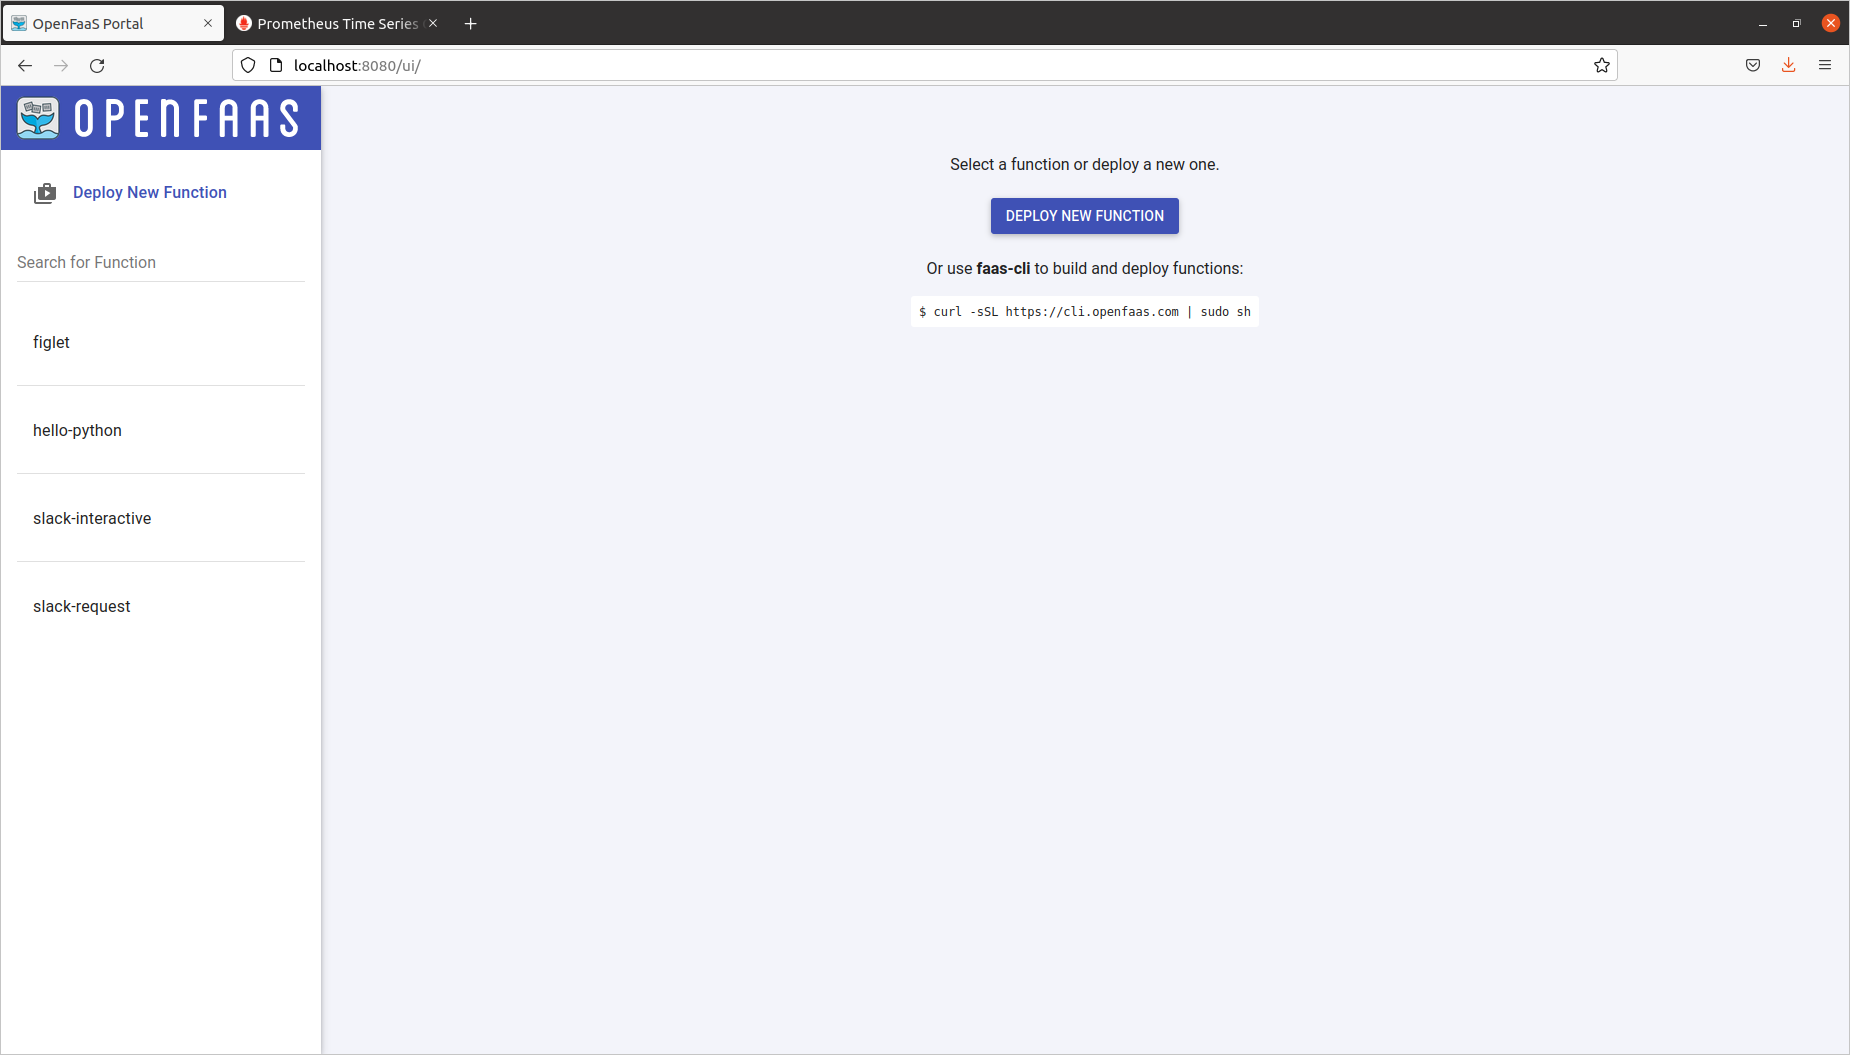 OpenFaaS Portal
Prometheus Time Series
localhost:8080/ui/
OPENFAAS
Deploy New Function
Search for Function
figlet
hello-python
slack-interactive
slack-request
Select a function or deploy a new one.
DEPLOY NEW FUNCTION
Or use faas-cli to build and deploy functions:
$ curl -sSL https://cli.openfaas.com | sudo sh